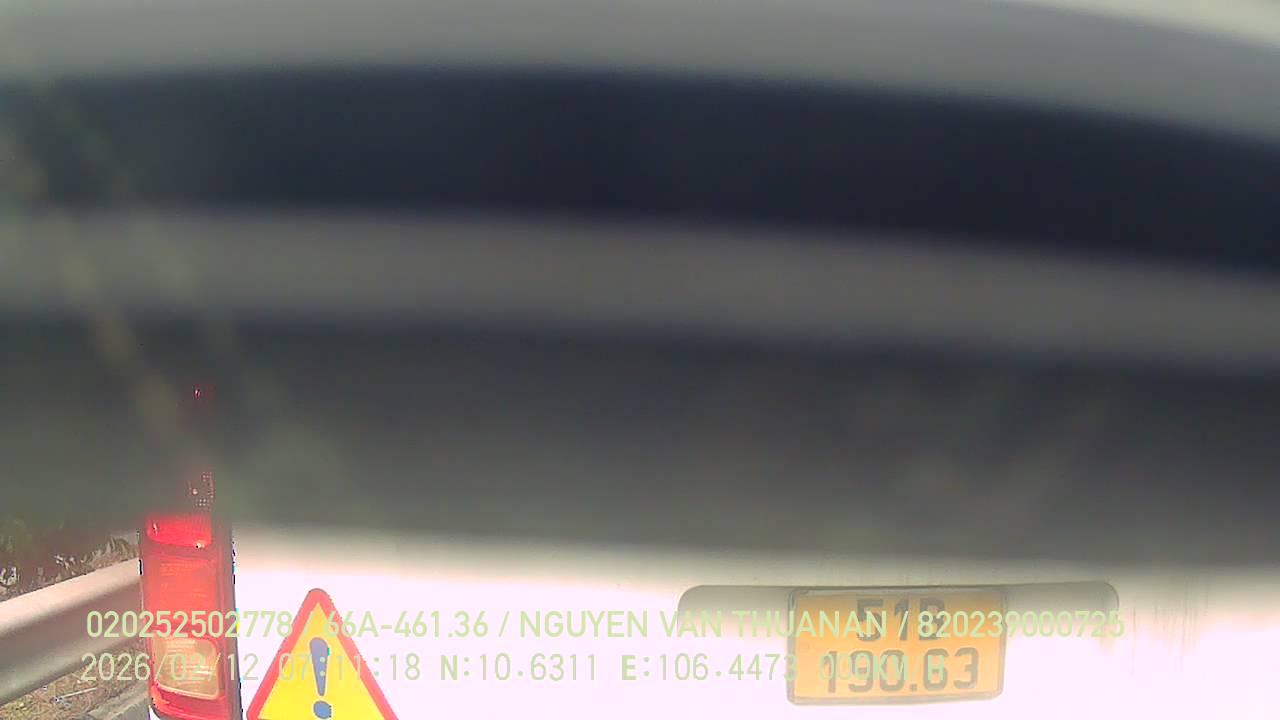 51B
190.63
020252502778 / 66A-461.36 / NGUYEN VAN THUANAN / 820239000725
2026/02/12 07:11:18 N:10.6311 E:106.4473 000KM/H